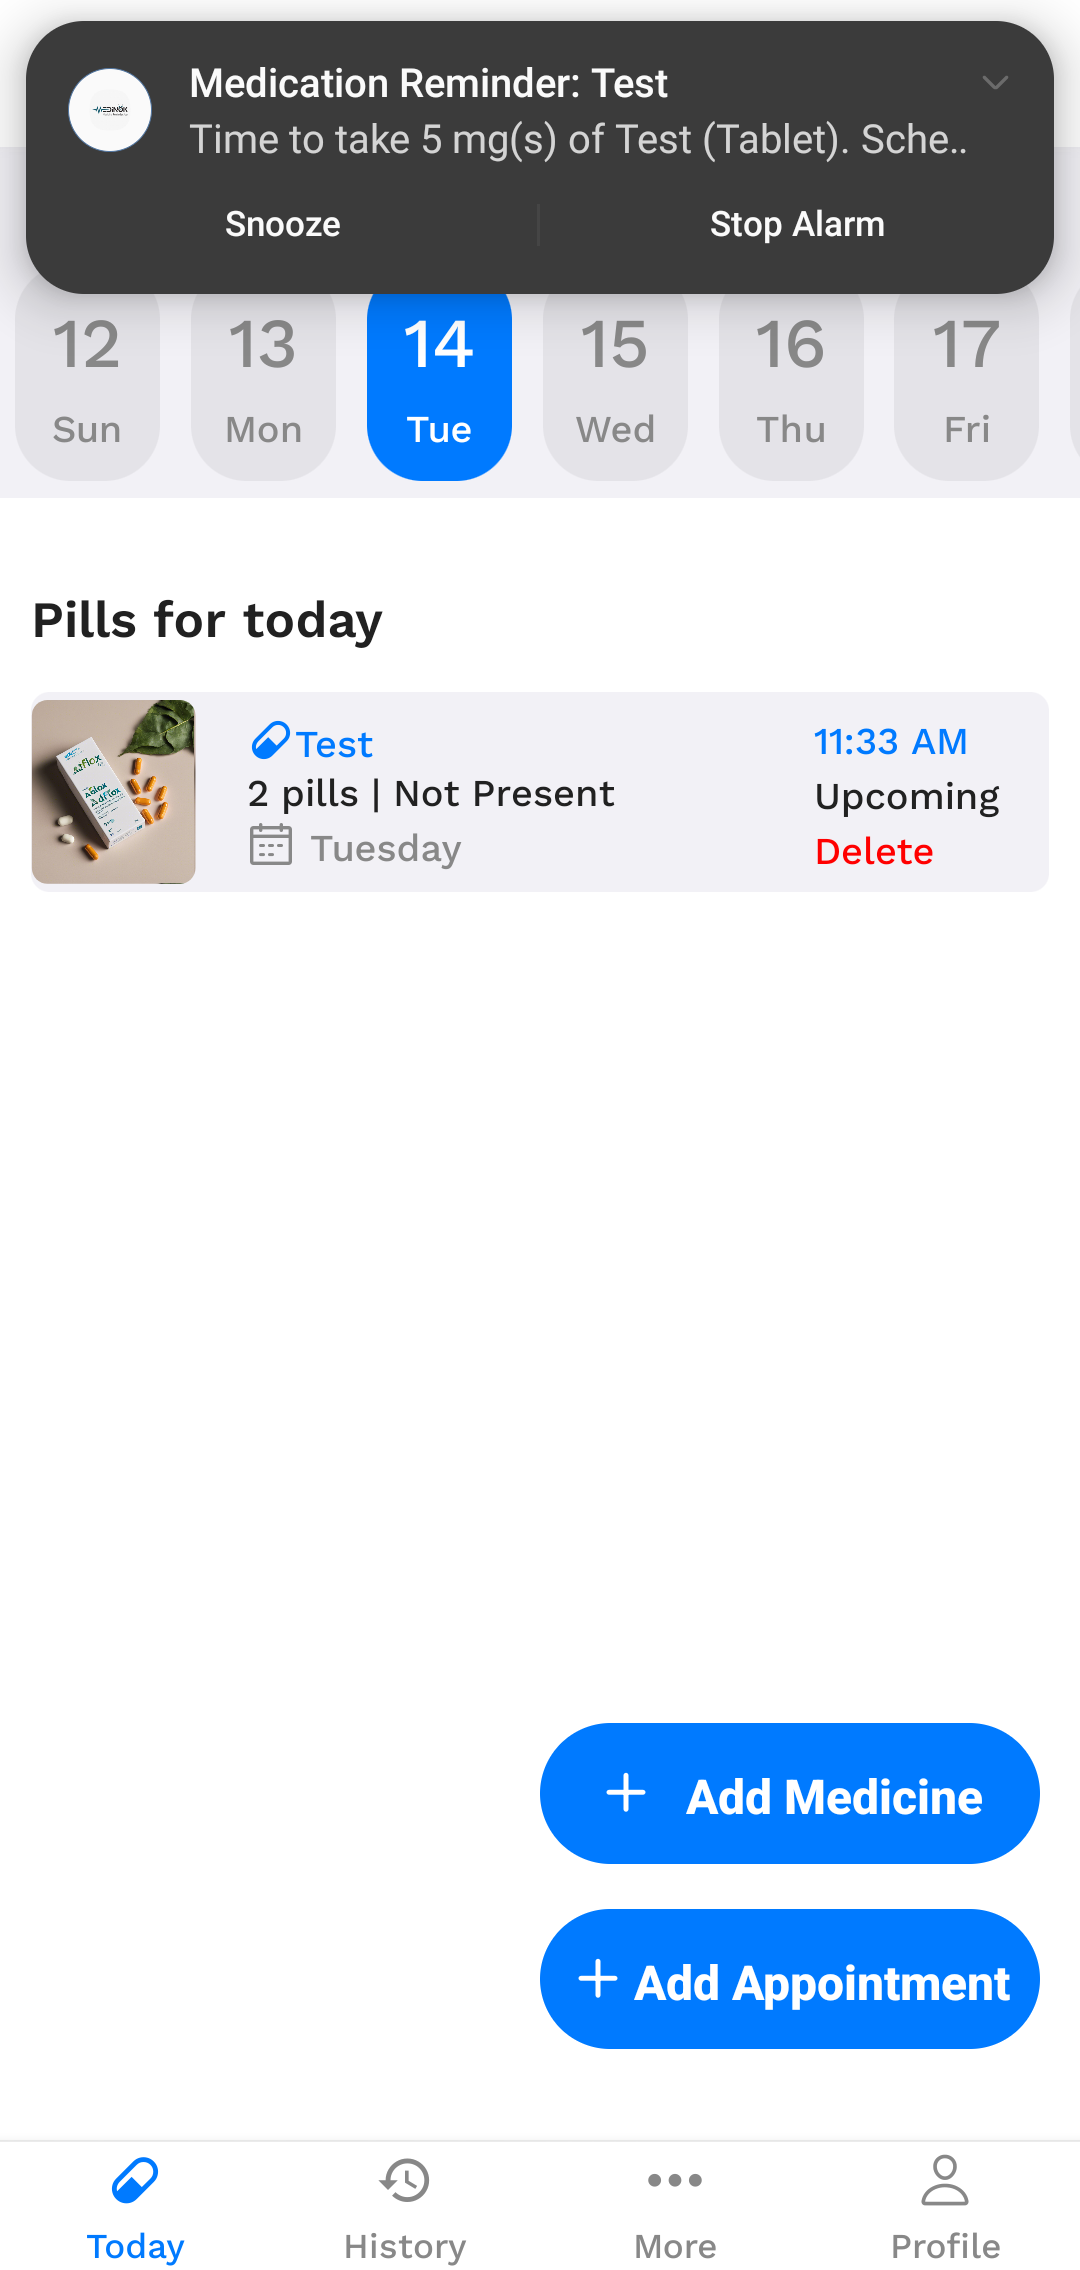 MEDINOK
Medication Reminder: Test
Time to take 5 mg(s) of Test (Tablet). Sche..
Snooze
Stop Alarm
12
13
14
15
16
17
Sun
Mon
Tue
Wed
Thu
Fri
Pills for today
Test
11:33 AM
2 pills | Not Present
Upcoming
Tuesday
Delete
+ Add Medicine
+ Add Appointment
Today
History
More
Profile